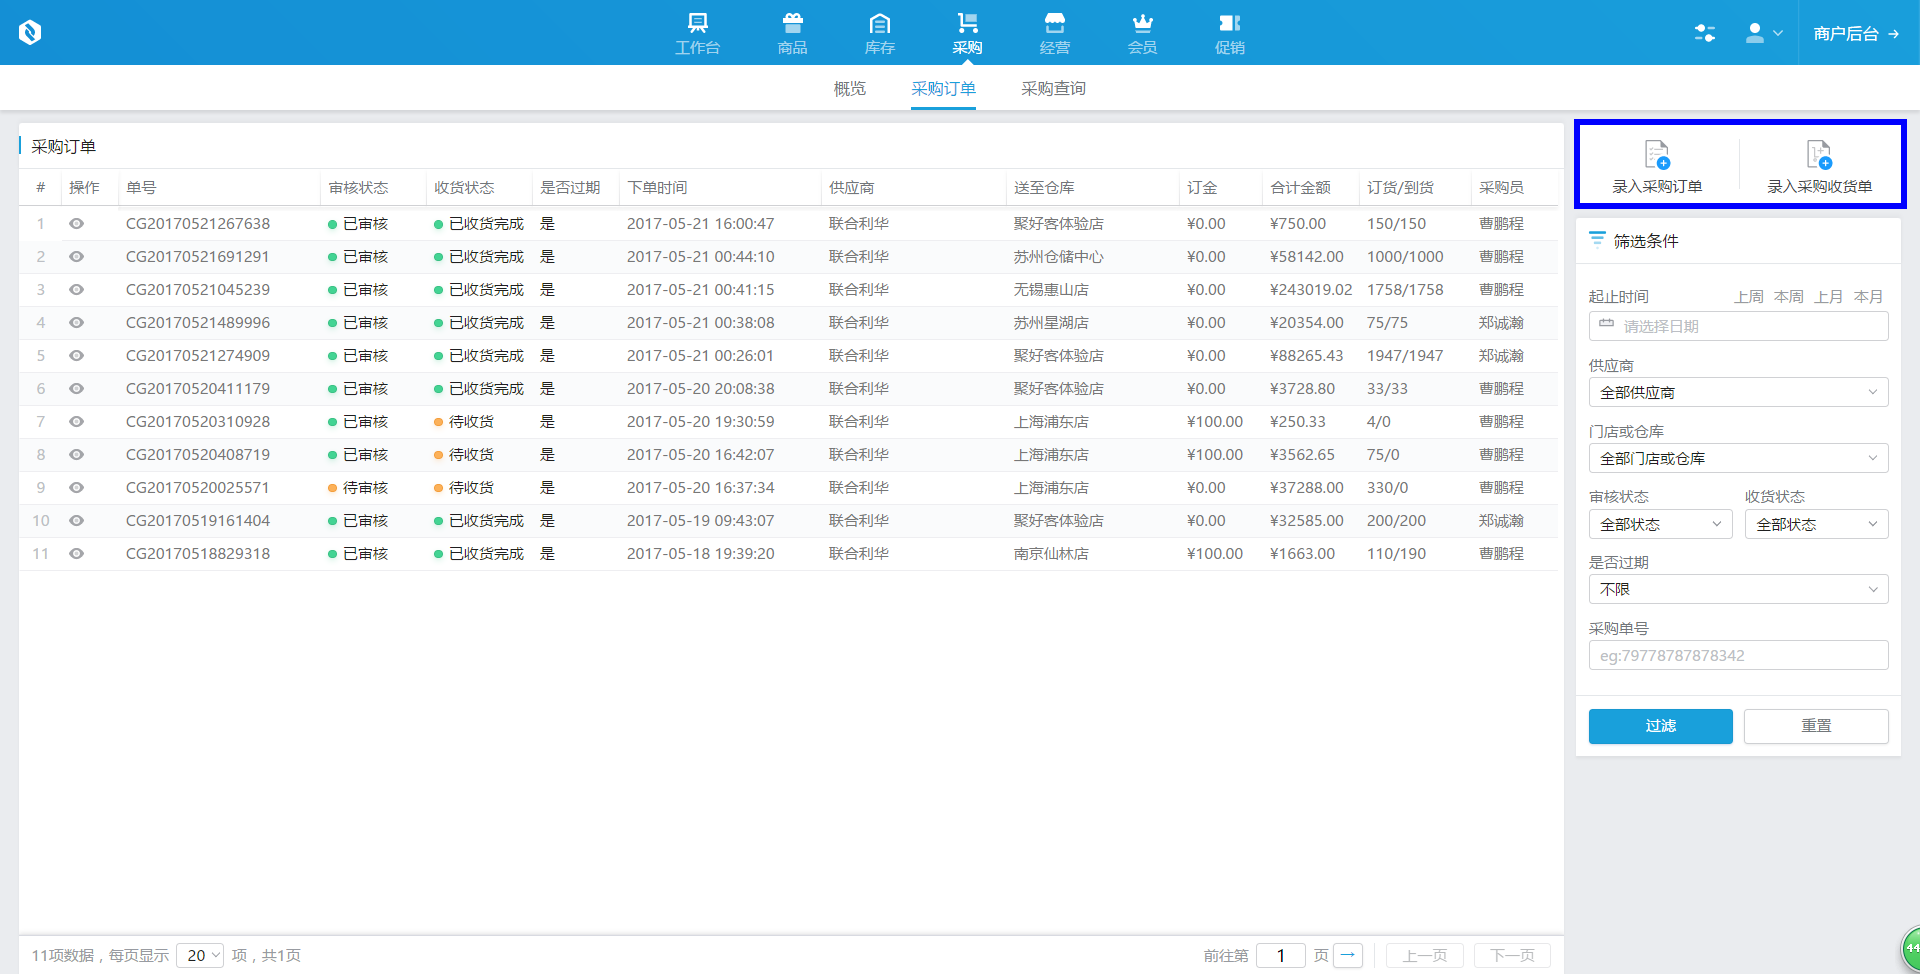 工作台 商品 库存 采购 经营 会员 促销 商户后台 →
概览 采购订单 采购查询
采购订单
# 操作 单号 审核状态 收货状态 是否过期 下单时间 供应商 送至仓库 订金 合计金额 订货/到货 采购员
1 CG20170521267638 已审核 已收货完成 是 2017-05-21 16:00:47 联合利华 聚好客体验店 ¥0.00 ¥750.00 150/150 曹鹏程
2 CG20170521691291 已审核 已收货完成 是 2017-05-21 00:44:10 联合利华 苏州仓储中心 ¥0.00 ¥58142.00 1000/1000 曹鹏程
3 CG20170521045239 已审核 已收货完成 是 2017-05-21 00:41:15 联合利华 无锡惠山店 ¥0.00 ¥243019.02 1758/1758 曹鹏程
4 CG20170521489996 已审核 已收货完成 是 2017-05-21 00:38:08 联合利华 苏州星湖店 ¥0.00 ¥20354.00 75/75 郑诚瀚
5 CG20170521274909 已审核 已收货完成 是 2017-05-21 00:26:01 联合利华 聚好客体验店 ¥0.00 ¥88265.43 1947/1947 郑诚瀚
6 CG20170520411179 已审核 已收货完成 是 2017-05-20 20:08:38 联合利华 聚好客体验店 ¥0.00 ¥3728.80 33/33 曹鹏程
7 CG20170520310928 已审核 待收货 是 2017-05-20 19:30:59 联合利华 上海浦东店 ¥100.00 ¥250.33 4/0 曹鹏程
8 CG20170520408719 已审核 待收货 是 2017-05-20 16:42:07 联合利华 上海浦东店 ¥100.00 ¥3562.65 75/0 曹鹏程
9 CG20170520025571 待审核 待收货 是 2017-05-20 16:37:34 联合利华 上海浦东店 ¥0.00 ¥37288.00 330/0 曹鹏程
10 CG20170519161404 已审核 已收货完成 是 2017-05-19 09:43:07 联合利华 聚好客体验店 ¥0.00 ¥32585.00 200/200 郑诚瀚
11 CG20170518829318 已审核 已收货完成 是 2017-05-18 19:39:20 联合利华 南京仙林店 ¥100.00 ¥1663.00 110/190 曹鹏程
11项数据，每页显示 20 项，共1页 前往第 1 页 → 上一页 下一页
录入采购订单 录入采购收货单
筛选条件
起止时间 上周 本周 上月 本月
请选择日期
供应商
全部供应商
门店或仓库
全部门店或仓库
审核状态 收货状态
全部状态 全部状态
是否过期
不限
采购单号
eg:79778787878342
过滤 重置
44